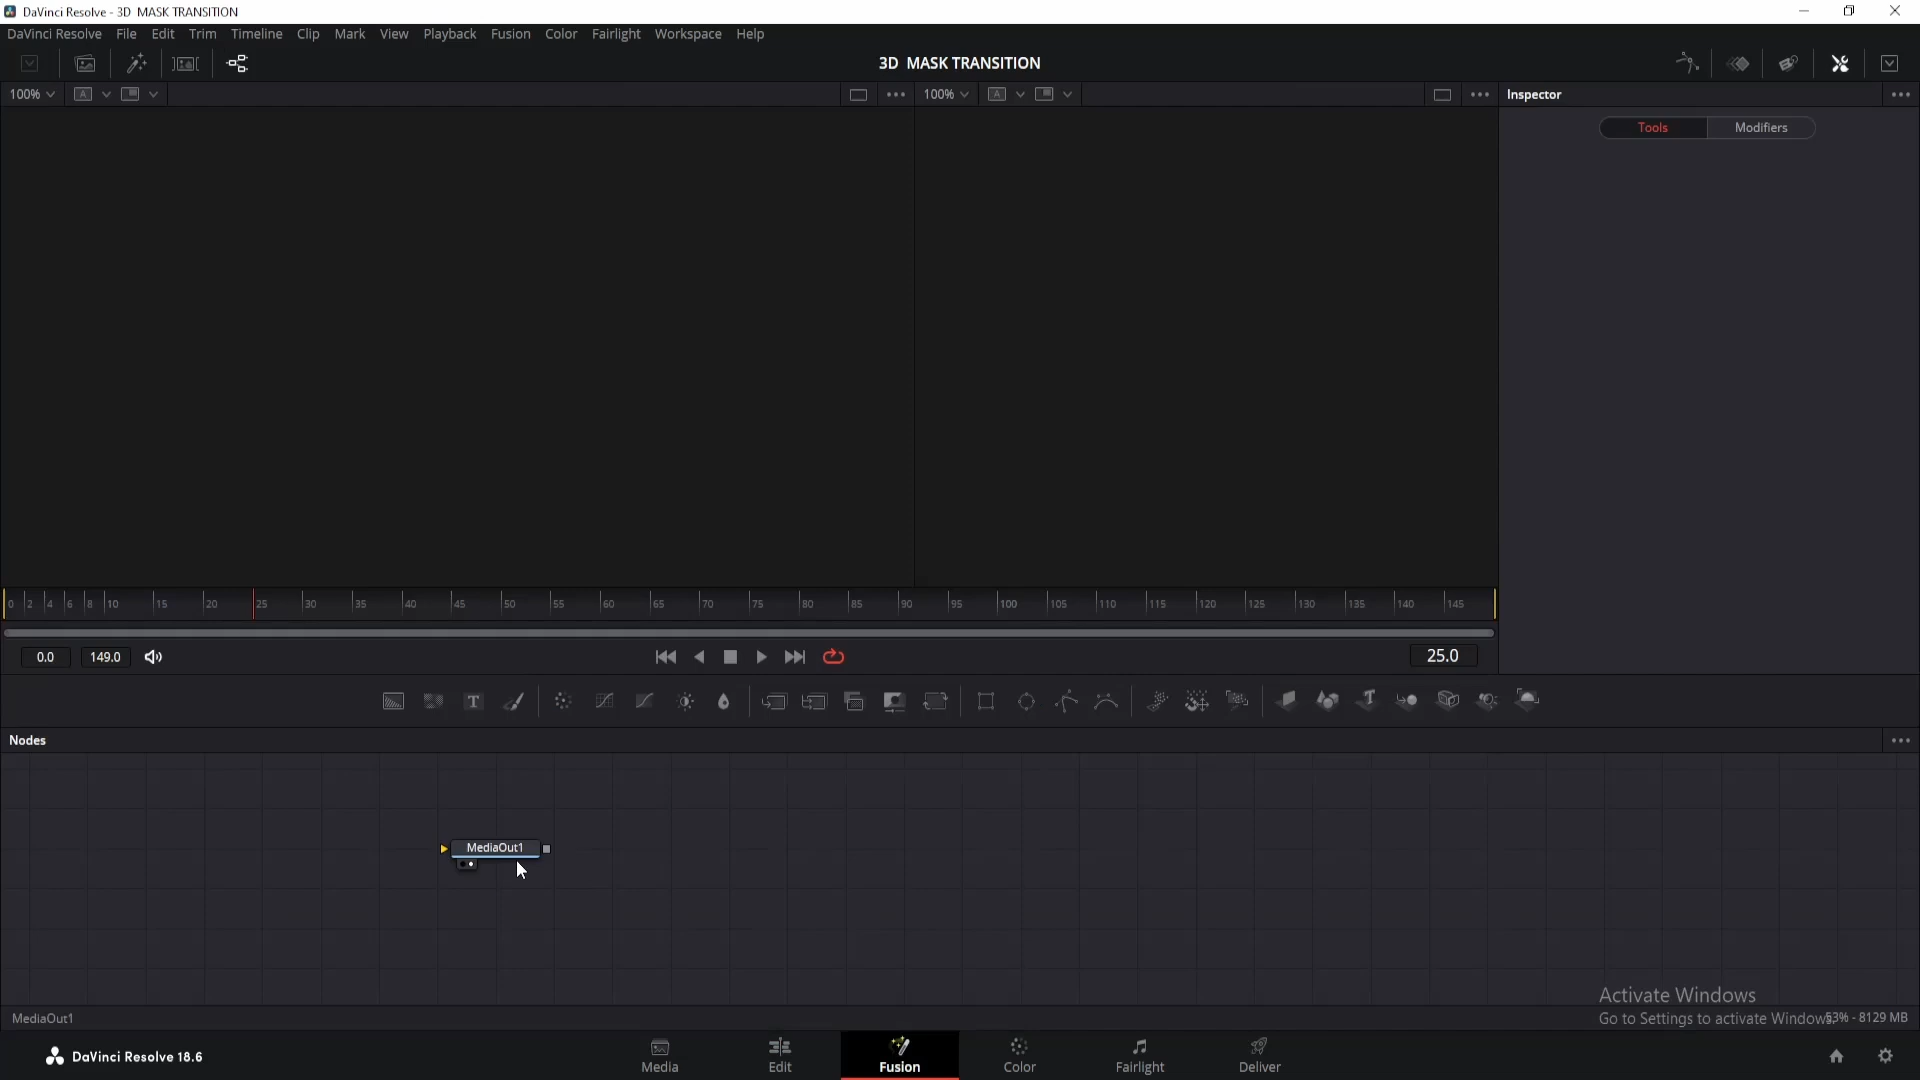 DaVinci Resolve - 3D MASK TRANSITION
DaVinci Resolve File Edit Trim Timeline Clip Mark View Playback Fusion Color Fairlight Workspace Help
3D MASK TRANSITION
100% A 100% A Inspector
Tools Modifiers
0 2 4 6 8 10 15 20 25 30 35 40 45 50 55 60 65 70 75 80 85 90 95 100 105 110 115 120 125 130 135 140 145
0.0 149.0 25.0
T T
Nodes
MediaOut1
Activate Windows
MediaOut1 Go to Settings to activate Windows. 53% - 8129 MB
DaVinci Resolve 18.6 Media Edit Fusion Color Fairlight Deliver